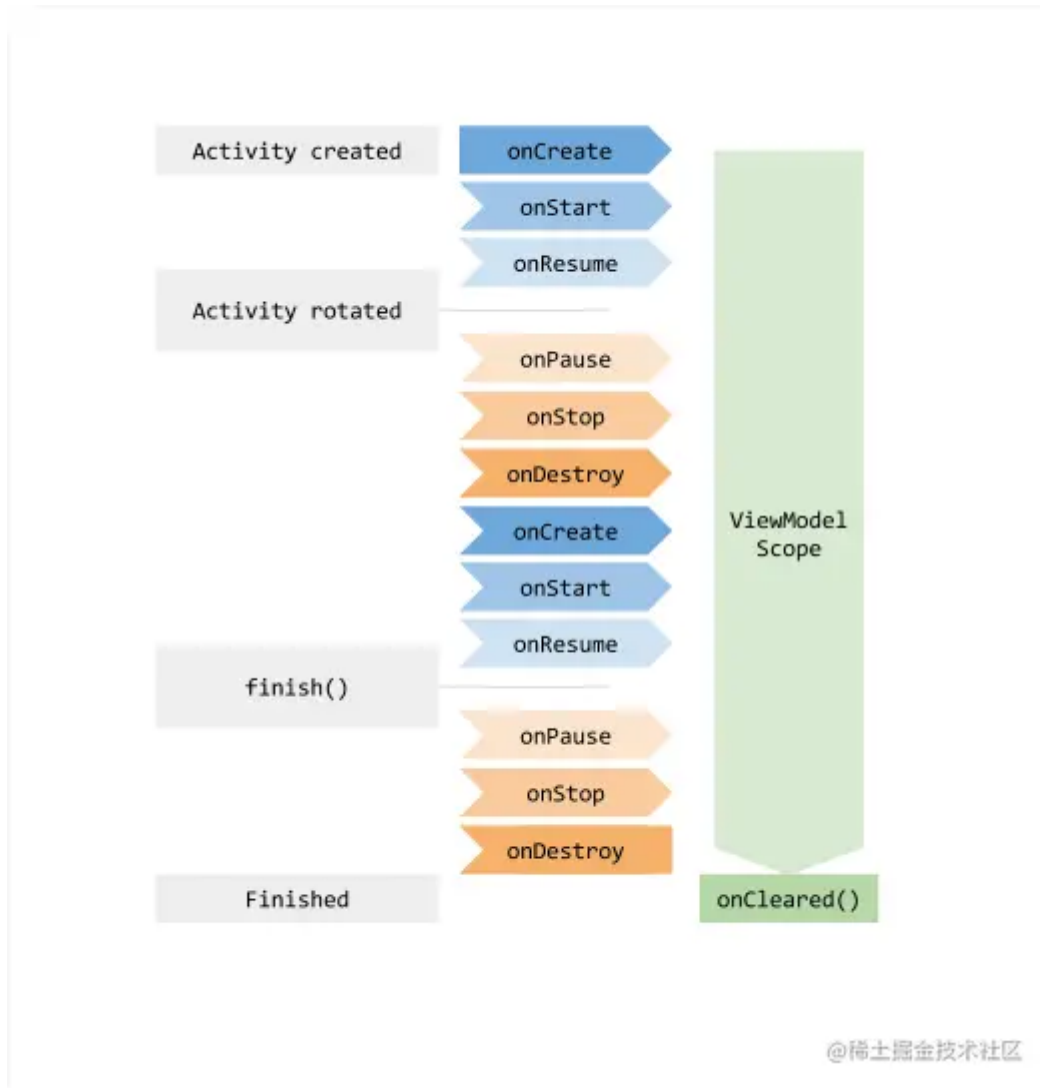 Activity created
onCreate
onStart
onResume
Activity rotated
onPause
onStop
onDestroy
onCreate
onStart
onResume
ViewModel
Scope
finish()
onPause
onStop
onDestroy
Finished
onCleared()
@稀土掘金技术社区